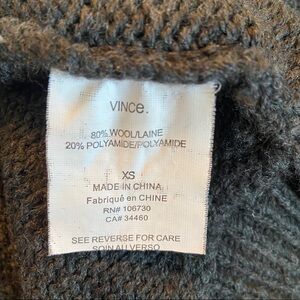 VINCE.
80% WOOL/LAINE
20% POLYAMIDE/POLYAMIDE
XS
MADE IN CHINA
Fabriqué en CHINE
RN# 106730
CA# 34460
SEE REVERSE FOR CARE
SOIN AU VERSO